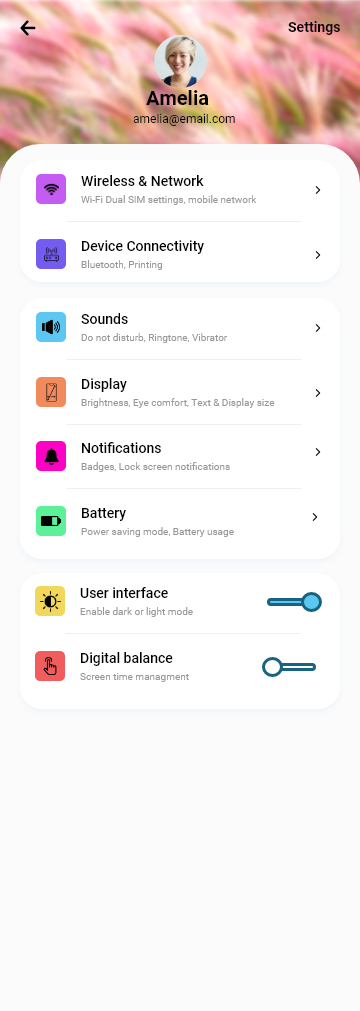 Settings
Amelia
amelia@email.com
Wireless & Network
Wi-Fi Dual SIM settings, mobile network
Device Connectivity
Bluetooth, Printing
Sounds
Do not disturb, Ringtone, Vibrator
Display
Brightness, Eye comfort, Text & Display size
Notifications
Badges, Lock screen notifications
Battery
Power saving mode, Battery usage
User interface
Enable dark or light mode
Digital balance
Screen time managment